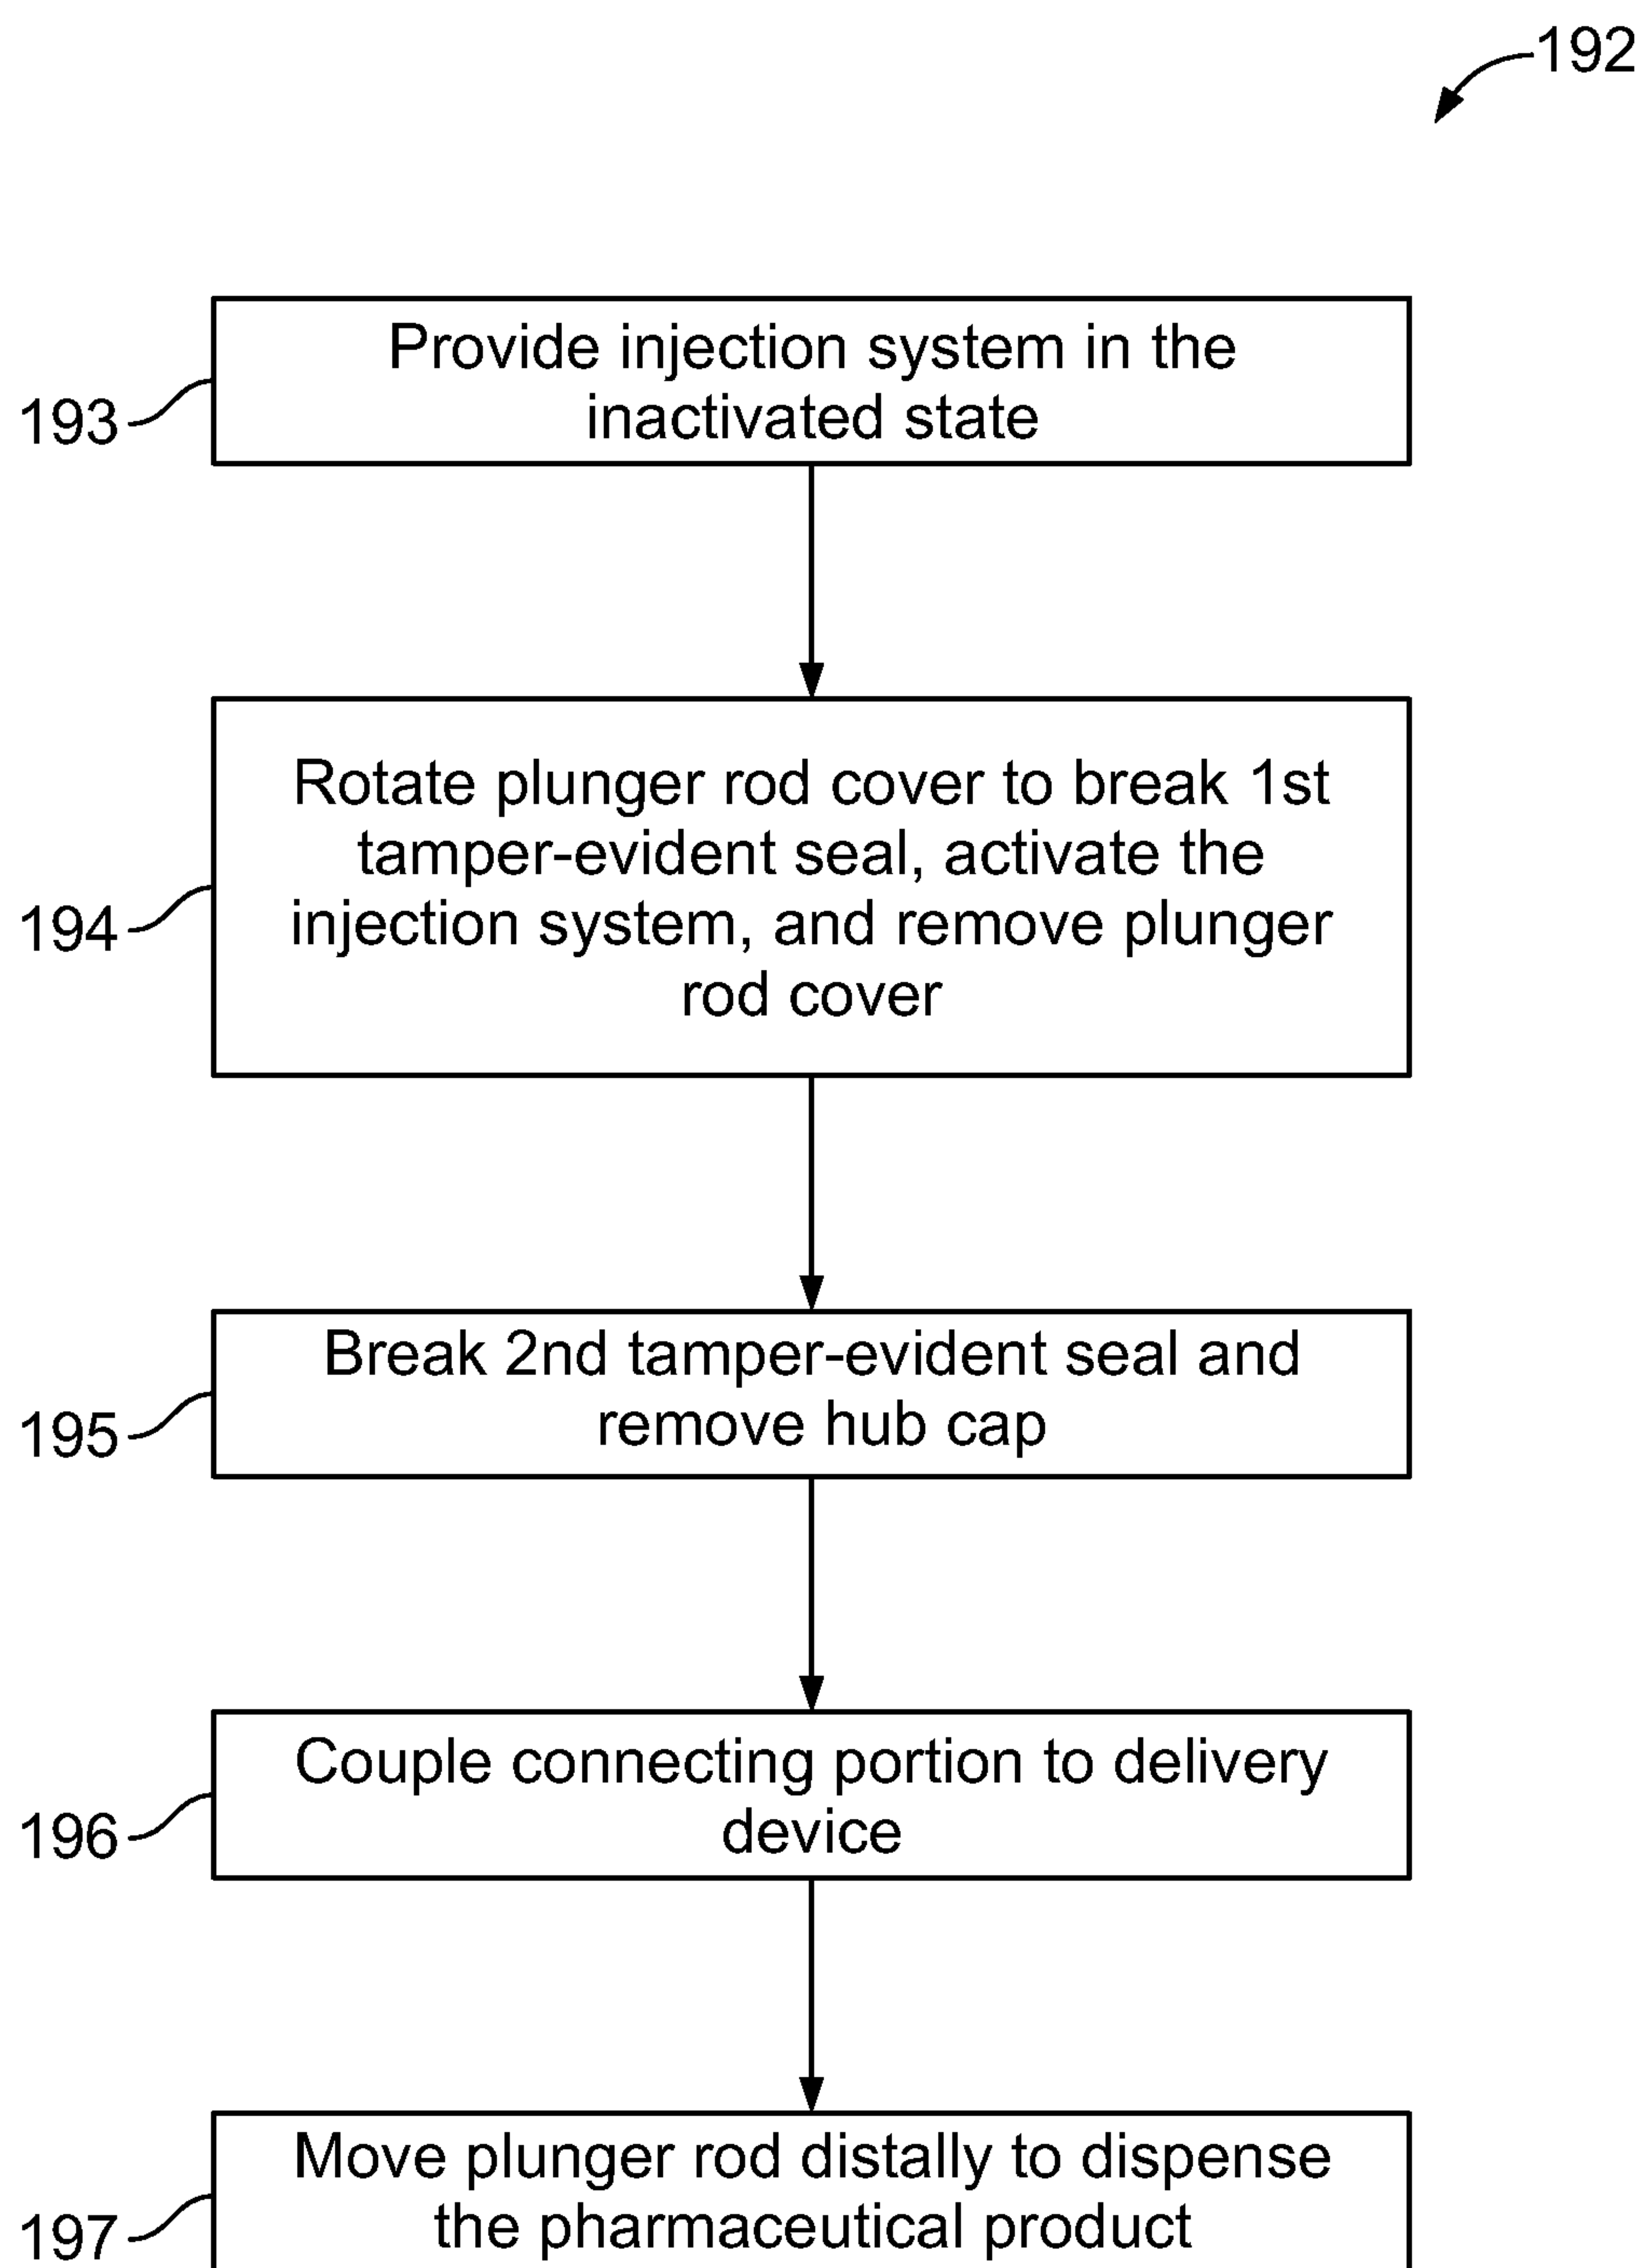 192
Provide injection system in the
inactivated state
193
Rotate plunger rod cover to break 1st
tamper-evident seal, activate the
injection system, and remove plunger
rod cover
194
Break 2nd tamper-evident seal and
remove hub cap
195
Couple connecting portion to delivery
device
196
Move plunger rod distally to dispense
the pharmaceutical product
197